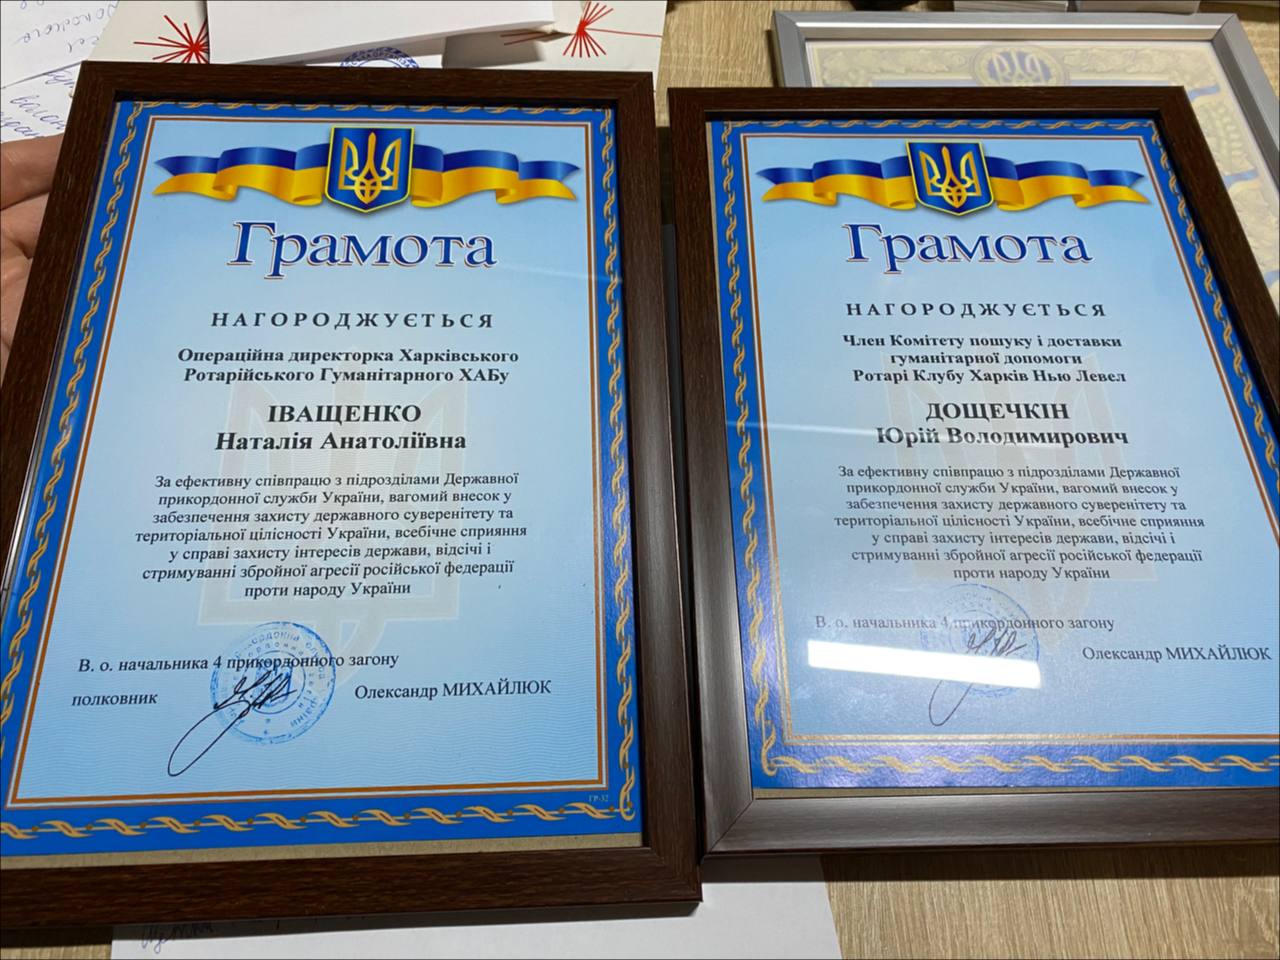 Грамота
НАГОРОДЖУЄТЬСЯ
Операційна директорка Харківського
Ротарійського Гуманітарного ХАБу
ІВАЩЕНКО
Наталія Анатоліївна
За ефективну співпрацю з підрозділами Державної
прикордонної служби України, вагомий внесок у
забезпечення захисту державного суверенітету та
територіальної цілісності України, всебічне сприяння
у справі захисту інтересів держави, відсічі і
стримуванні збройної агресії російської федерації
проти народу України
В. о. начальника 4 прикордонного загону
полковник
Олександр МИХАЙЛЮК
ГР-32
Грамота
НАГОРОДЖУЄТЬСЯ
Член Комітету пошуку і доставки
гуманітарної допомоги
Ротарі Клубу Харків Нью Левел
ДОЩЕЧКІН
Юрій Володимирович
За ефективну співпрацю з підрозділами Державної
прикордонної служби України, вагомий внесок у
забезпечення захисту державного суверенітету та
територіальної цілісності України, всебічне сприяння
у справі захисту інтересів держави, відсічі і
стримуванні збройної агресії російської федерації
проти народу України
В. о. начальника 4 прикордонного загону
Олександр МИХАЙЛЮК